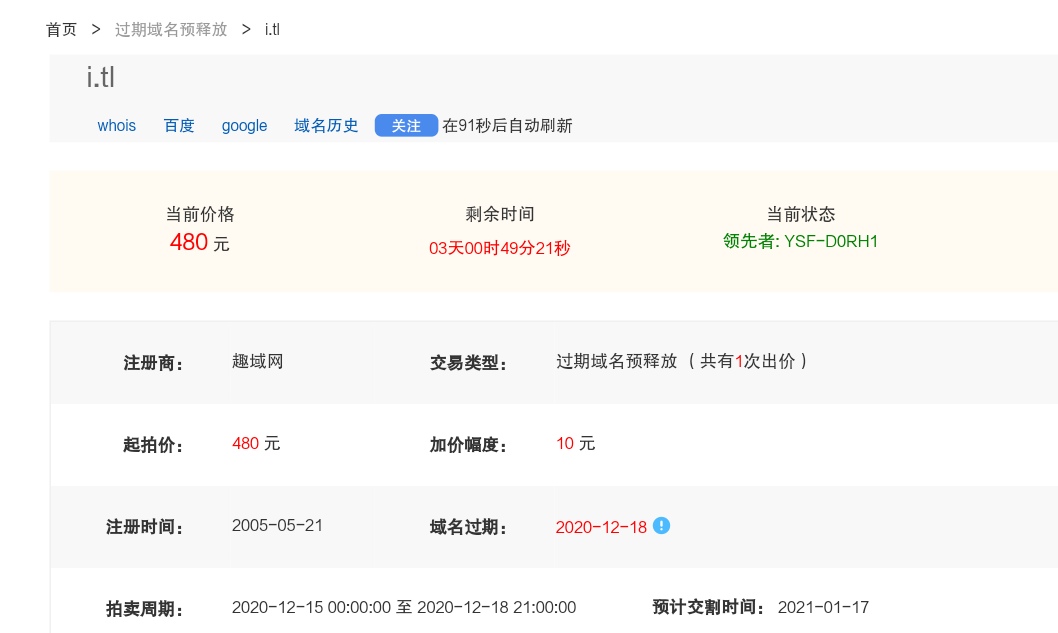 首页 > 过期域名预释放 > i.tl
i.tl
whois 百度 google 域名历史 关注 在91秒后自动刷新
当前价格 剩余时间 当前状态
480 元 03天00时49分21秒 领先者: YSF-D0RH1
注册商： 趣域网 交易类型： 过期域名预释放 （ 共有1次出价 ）
起拍价： 480 元 加价幅度： 10 元
注册时间： 2005-05-21 域名过期： 2020-12-18 !
拍卖周期： 2020-12-15 00:00:00 至 2020-12-18 21:00:00 预计交割时间： 2021-01-17